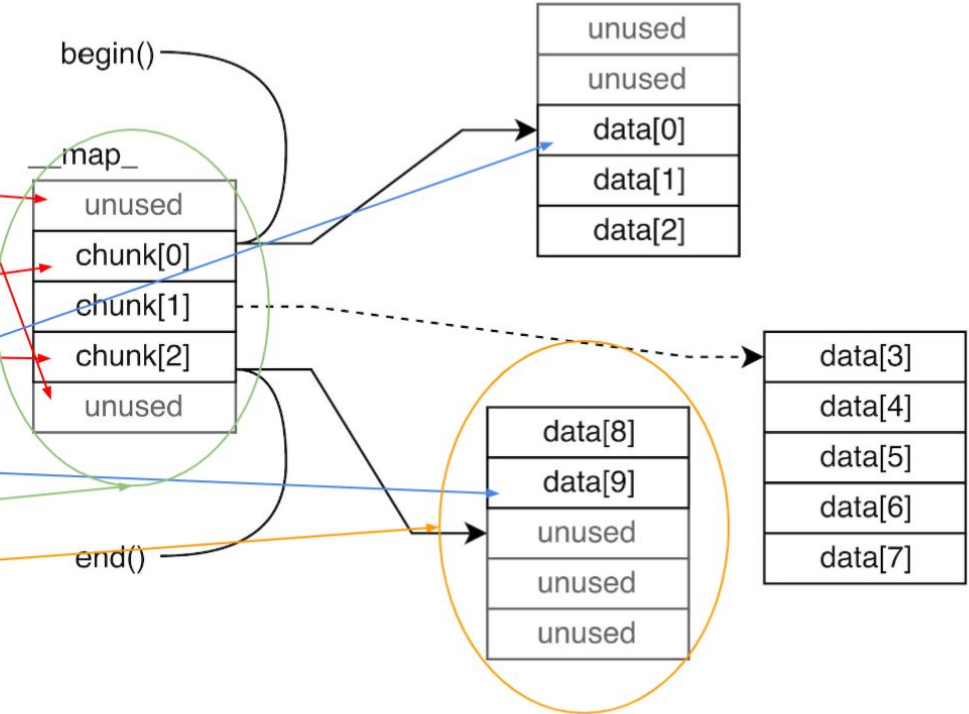 begin()
__map_
unused
chunk[0]
chunk[1]
chunk[2]
unused
end()
unused
unused
data[0]
data[1]
data[2]
data[8]
data[9]
unused
unused
unused
data[3]
data[4]
data[5]
data[6]
data[7]